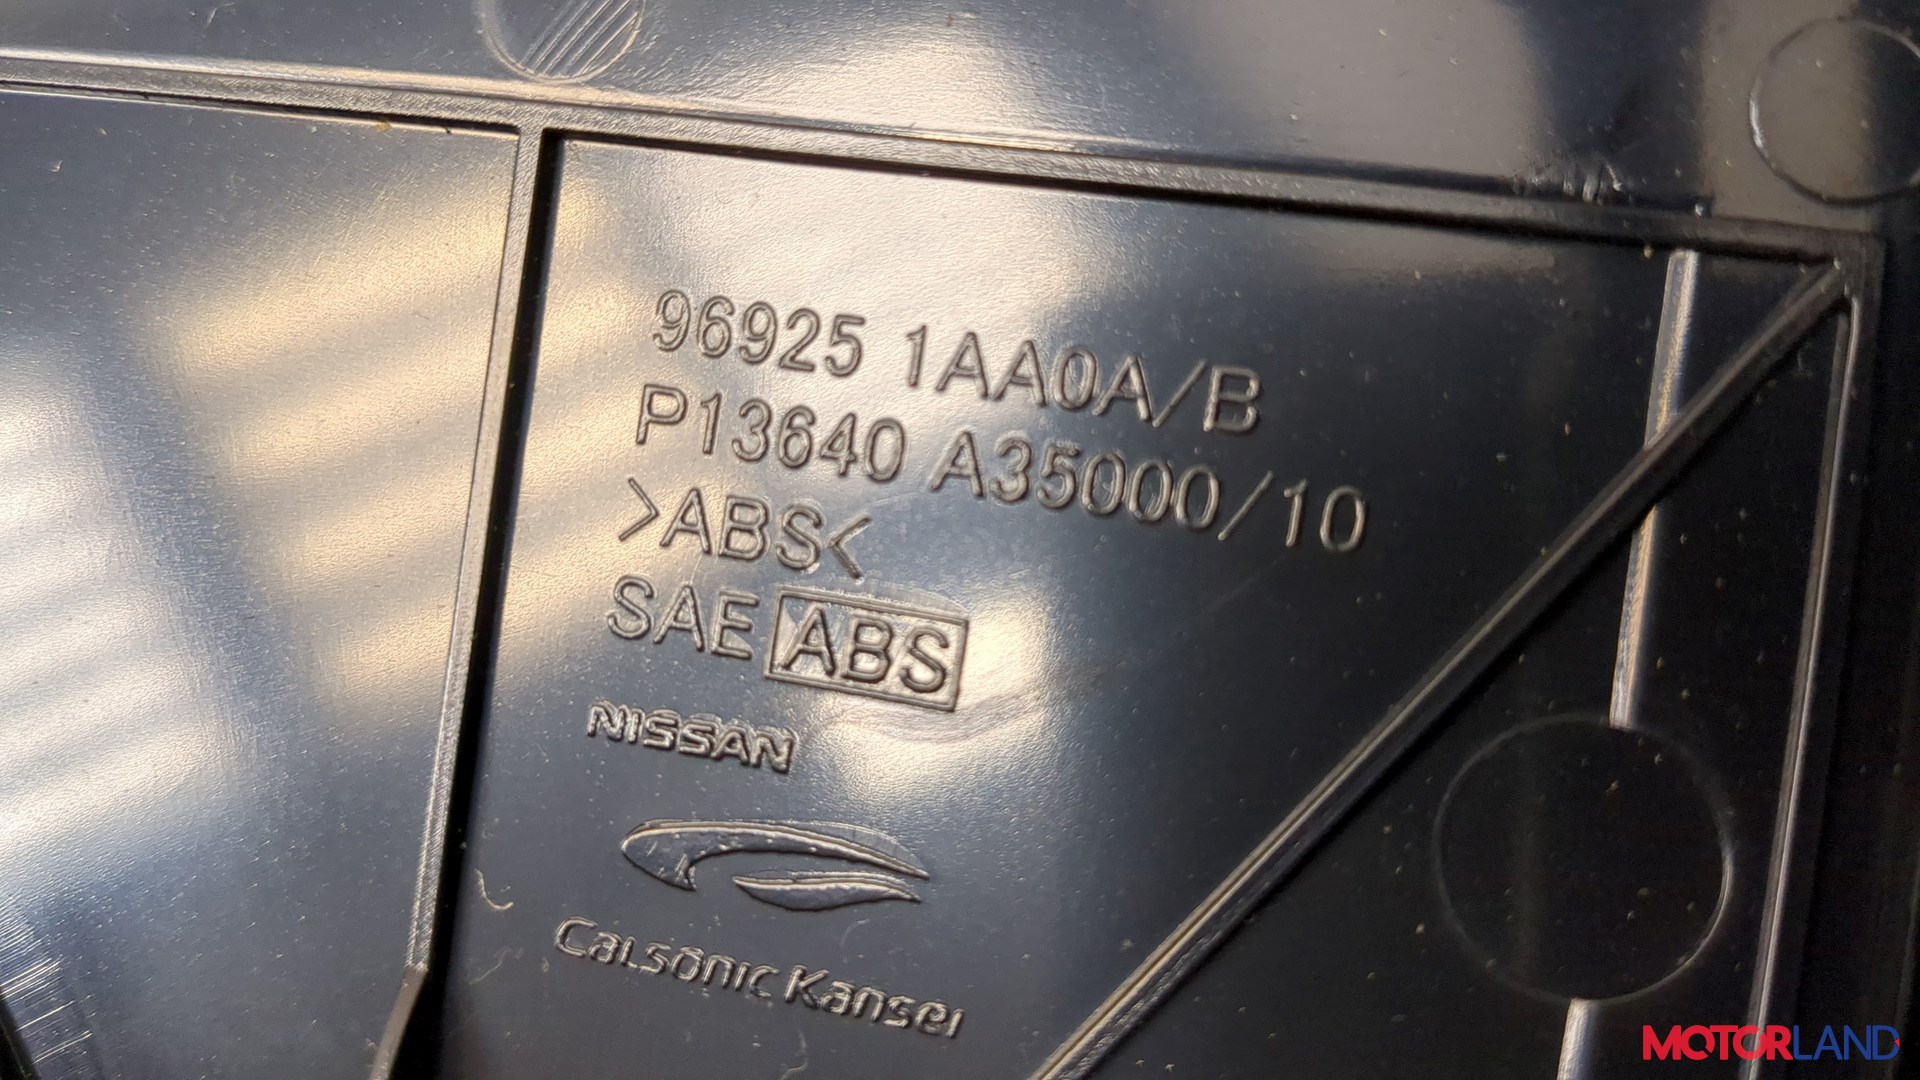 96925 1AA0A/B
P13640 A35000/10
>ABS<
SAE ABS
NISSAN
Calsonic Kansei
MOTORLAND